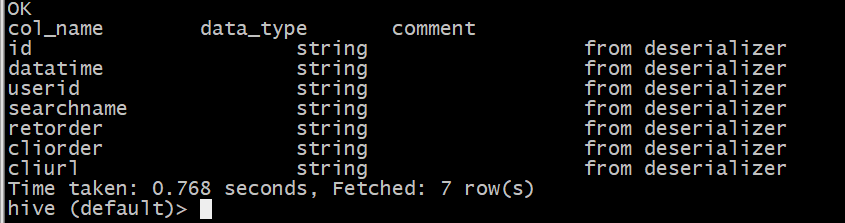 OK
col_name data_type comment
id string from deserializer
datatime string from deserializer
userid string from deserializer
searchname string from deserializer
retorder string from deserializer
cliorder string from deserializer
cliurl string from deserializer
Time taken: 0.768 seconds, Fetched: 7 row(s)
hive (default)>